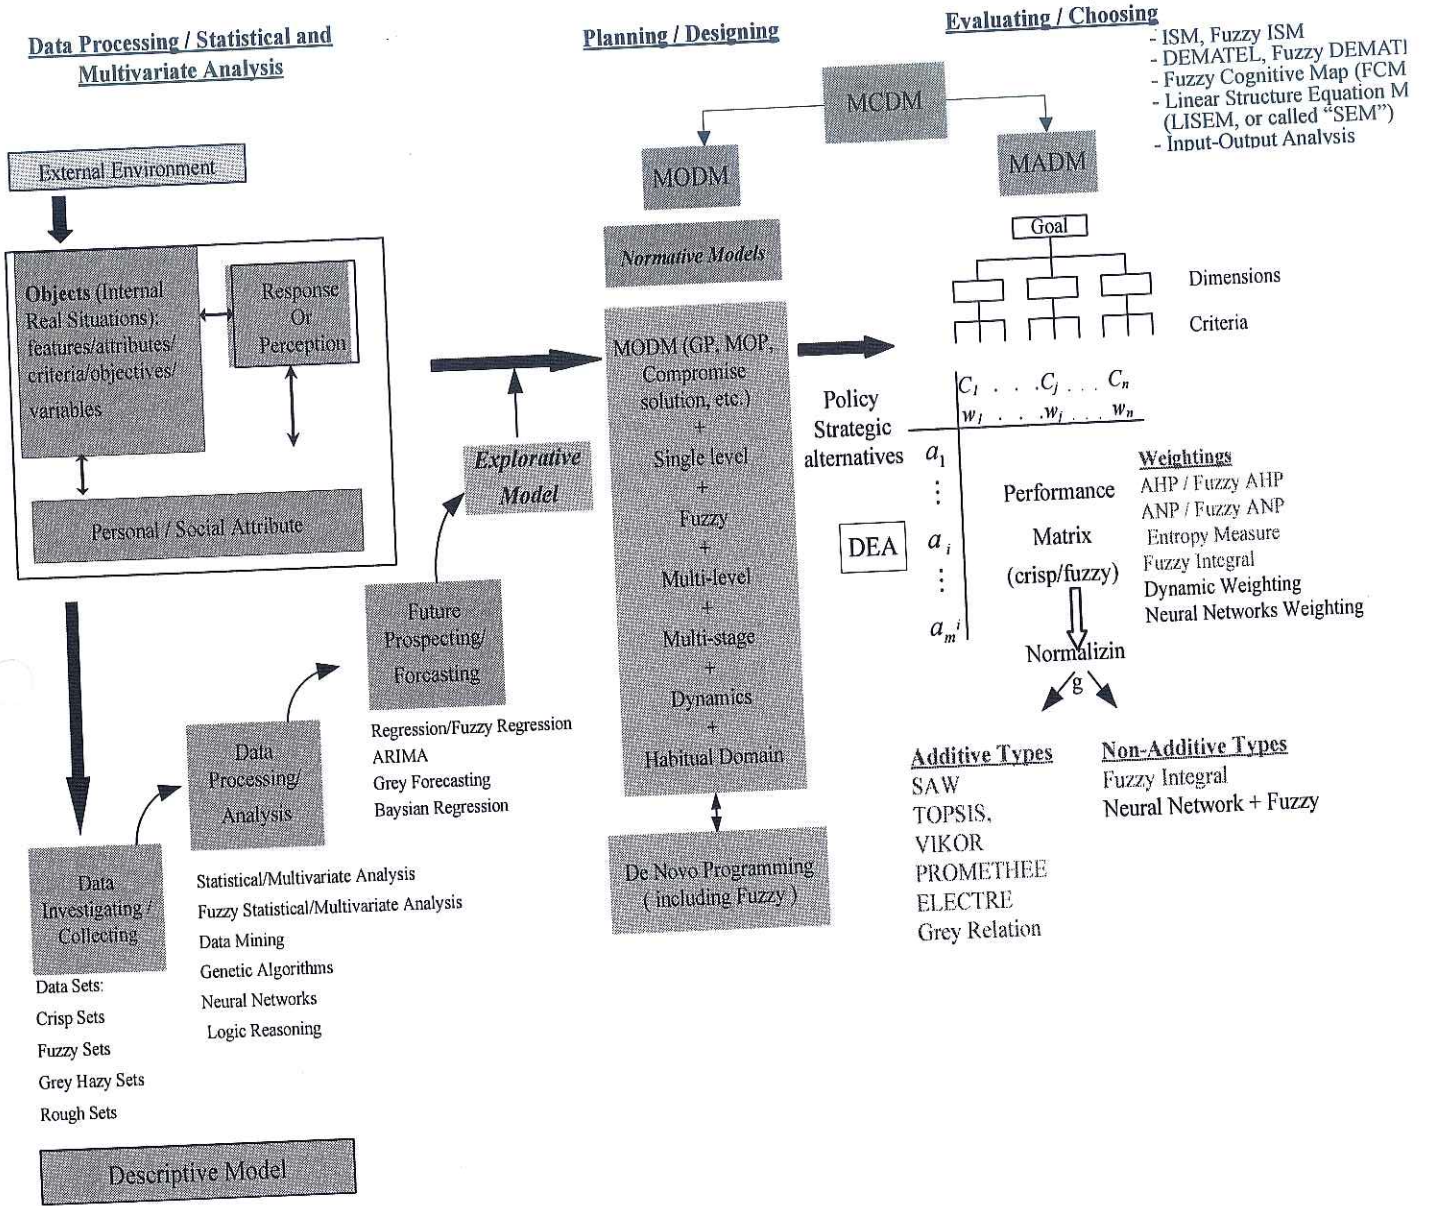 Data Processing / Statistical and
Multivariate Analysis
External Environment
Objects (Internal
Real Situations):
features/attributes/
criteria/objectives/
variables
Response
Or
Perception
Personal / Social Attribute
Data
Investigating /
Collecting
Data Sets:
Crisp Sets
Fuzzy Sets
Grey Hazy Sets
Rough Sets
Descriptive Model
Data
Processing/
Analysis
Statistical/Multivariate Analysis
Fuzzy Statistical/Multivariate Analysis
Data Mining
Genetic Algorithms
Neural Networks
Logic Reasoning
Future
Prospecting/
Forcasting
Regression/Fuzzy Regression
ARIMA
Grey Forecasting
Baysian Regression
Explorative
Model
Planning / Designing
MCDM
MODM
Normative Models
MODM (GP, MOP,
Compromise
solution, etc.)
+
Single level
+
Fuzzy
+
Multi-level
+
Multi-stage
+
Dynamics
+
Habitual Domain
De Novo Programming
( including Fuzzy )
Evaluating / Choosing
- ISM, Fuzzy ISM
- DEMATEL, Fuzzy DEMATI
- Fuzzy Cognitive Map (FCM
- Linear Structure Equation M
(LISEM, or called “SEM”)
- Input-Output Analysis
MADM
Goal
Dimensions
Criteria
C1 . . .Cj . . . Cn
w1 . . .wj . . . wn
Policy
Strategic
alternatives
a1
⋮
DEA
ai
⋮
am i
Performance
Matrix
(crisp/fuzzy)
Normalizin
g
Weightings
AHP / Fuzzy AHP
ANP / Fuzzy ANP
Entropy Measure
Fuzzy Integral
Dynamic Weighting
Neural Networks Weighting
Additive Types
SAW
TOPSIS,
VIKOR
PROMETHEE
ELECTRE
Grey Relation
Non-Additive Types
Fuzzy Integral
Neural Network + Fuzzy